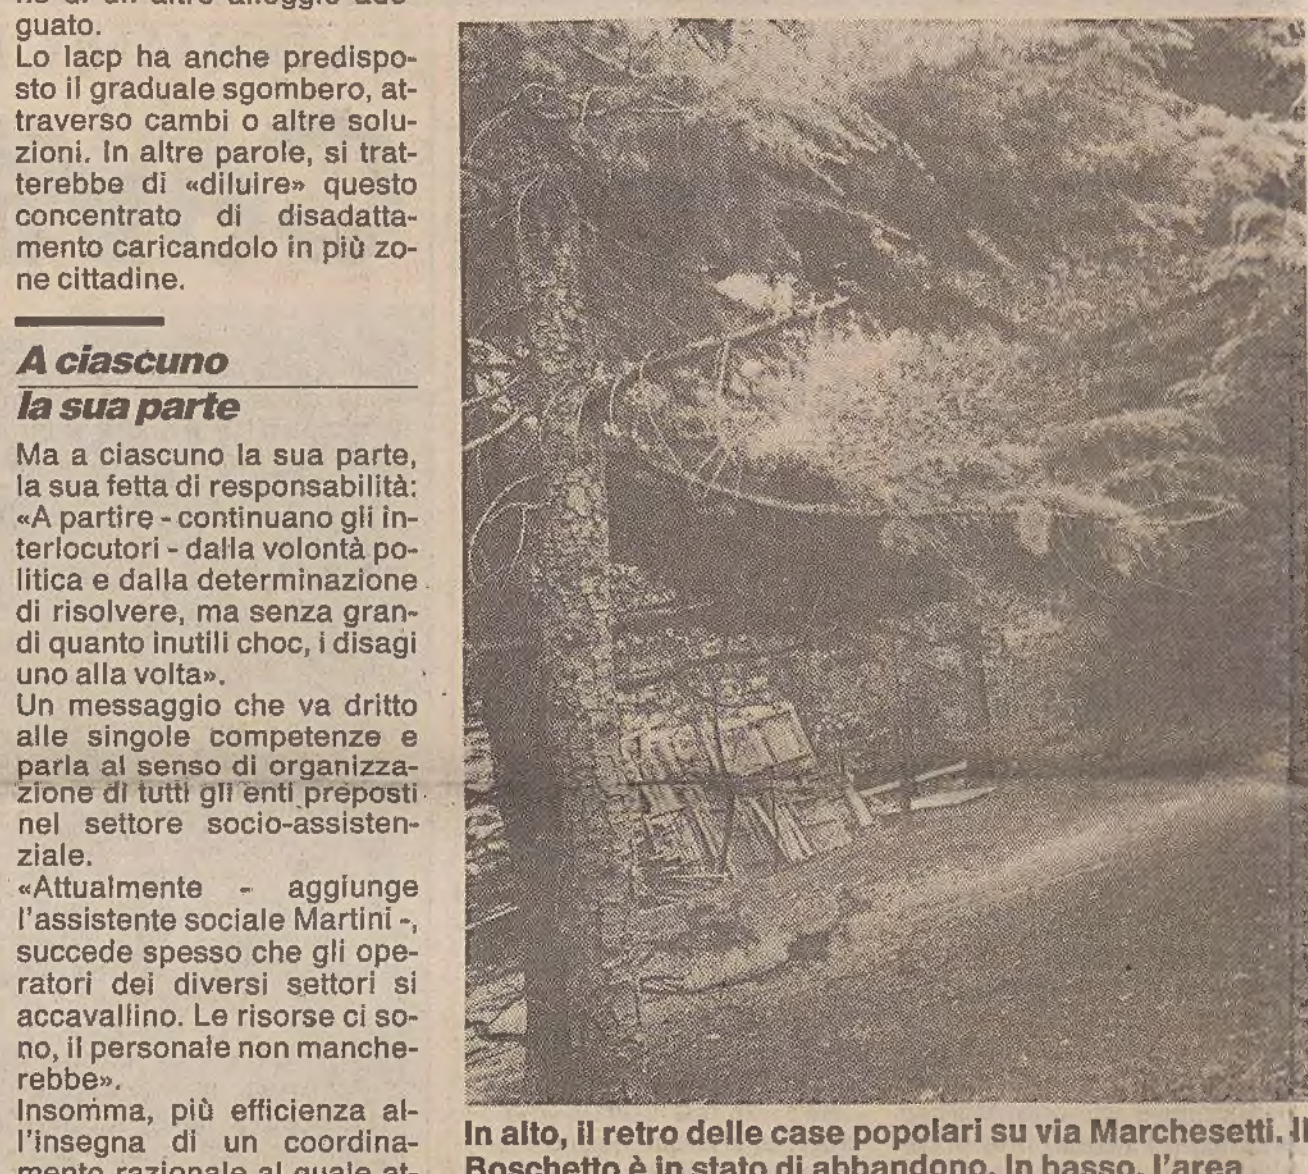 guato.
Lo Iacp ha anche predispo-
sto il graduale sgombero, at-
traverso cambi o altre solu-
zioni. In altre parole, si trat-
terebbe di «diluire» questo
concentrato di disadatta-
mento caricandolo in più zo-
ne cittadine.
A ciascuno
la sua parte
Ma a ciascuno la sua parte,
la sua fetta di responsabilità:
«A partire - continuano gli in-
terlocutori - dalla volontà po-
litica e dalla determinazione
di risolvere, ma senza gran-
di quanto inutili choc, i disagi
uno alla volta».
Un messaggio che va dritto
alle singole competenze e
parla al senso di organizza-
zione di tutti gli enti preposti
nel settore socio-assisten-
ziale.
«Attualmente - aggiunge
l'assistente sociale Martini -,
succede spesso che gli ope-
ratori dei diversi settori si
accavallino. Le risorse ci so-
no, il personale non manche-
rebbe».
Insomma, più efficienza al-
l'insegna di un coordina-
mento razionale al quale at-
In alto, il retro delle case popolari su via Marchesetti. Il
Boschetto è in stato di abbandono. In basso, l'area